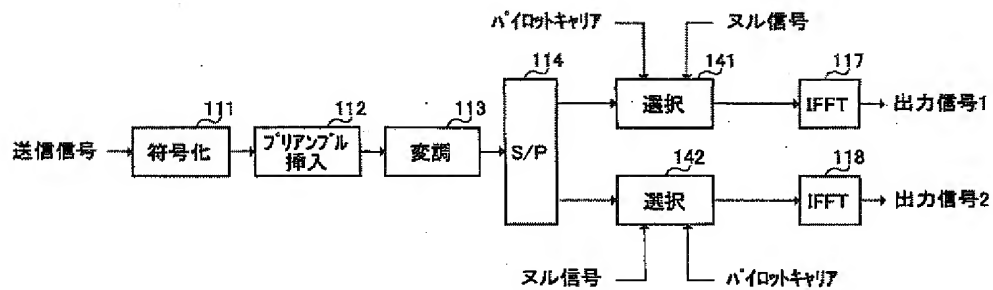 パイロットキャリア
ヌル信号
114
141
117
選択
IFFT
出力信号1
111
112
113
送信信号
符号化
プリアンブル
挿入
変調
S/P
142
118
選択
IFFT
出力信号2
ヌル信号
パイロットキャリア